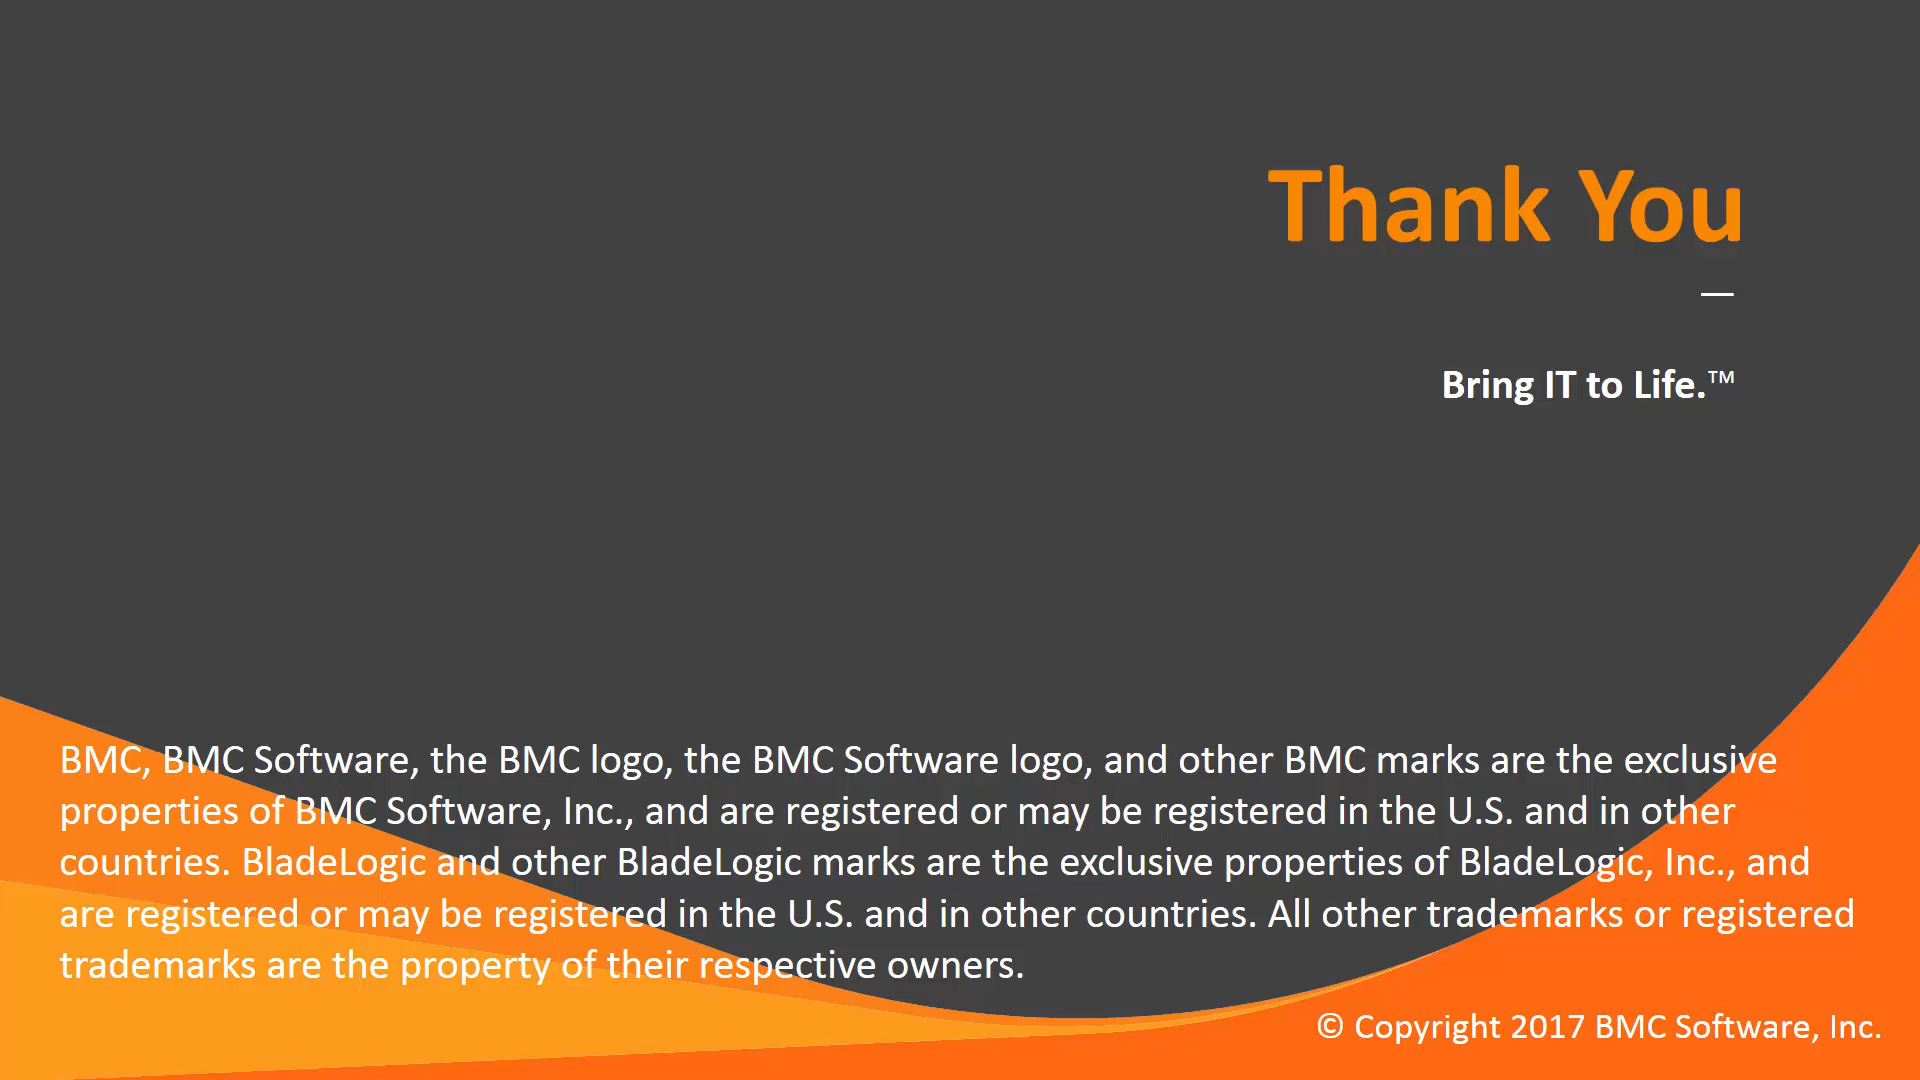 Thank You
—
Bring IT to Life.™
BMC, BMC Software, the BMC logo, the BMC Software logo, and other BMC marks are the exclusive
properties of BMC Software, Inc., and are registered or may be registered in the U.S. and in other
countries. BladeLogic and other BladeLogic marks are the exclusive properties of BladeLogic, Inc., and
are registered or may be registered in the U.S. and in other countries. All other trademarks or registered
trademarks are the property of their respective owners.
© Copyright 2017 BMC Software, Inc.